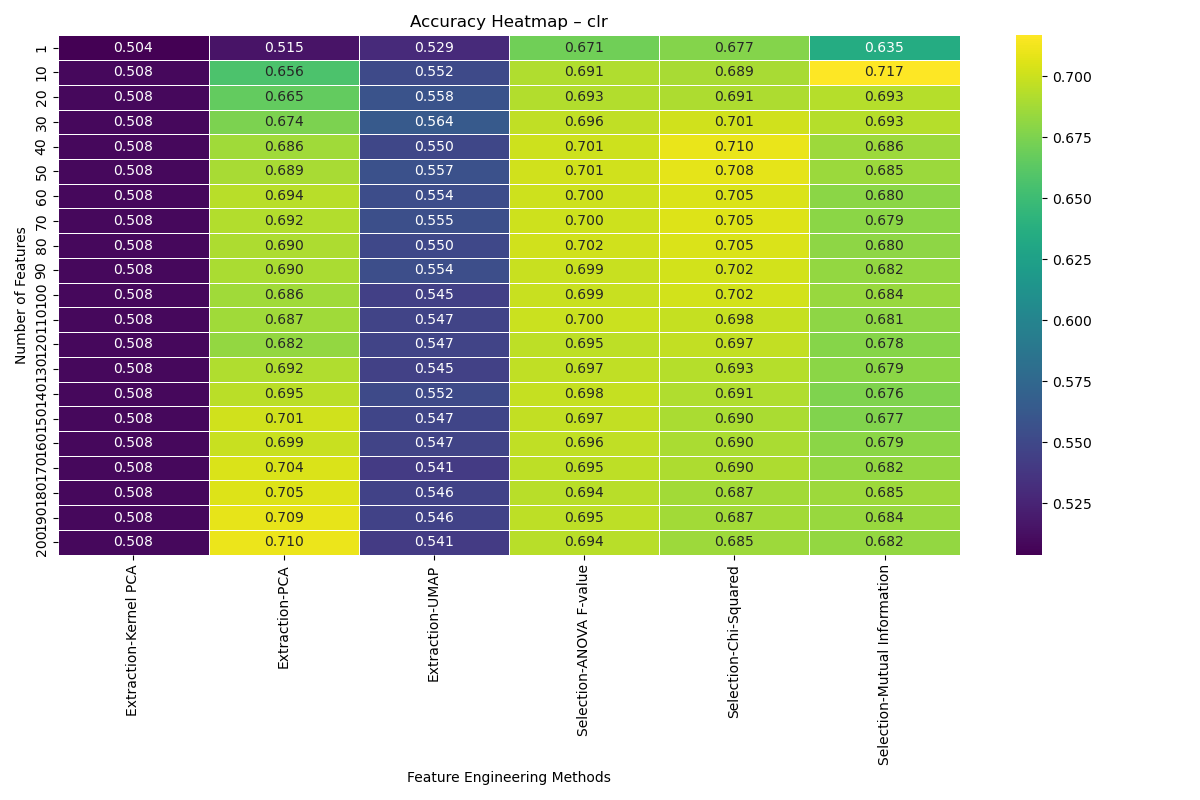 Accuracy Heatmap – clr
Number of Features
1 0.504 0.515 0.529 0.671 0.677 0.635
10 0.508 0.656 0.552 0.691 0.689 0.717
20 0.508 0.665 0.558 0.693 0.691 0.693
30 0.508 0.674 0.564 0.696 0.701 0.693
40 0.508 0.686 0.550 0.701 0.710 0.686
50 0.508 0.689 0.557 0.701 0.708 0.685
60 0.508 0.694 0.554 0.700 0.705 0.680
70 0.508 0.692 0.555 0.700 0.705 0.679
80 0.508 0.690 0.550 0.702 0.705 0.680
90 0.508 0.690 0.554 0.699 0.702 0.682
100 0.508 0.686 0.545 0.699 0.702 0.684
110 0.508 0.687 0.547 0.700 0.698 0.681
120 0.508 0.682 0.547 0.695 0.697 0.678
130 0.508 0.692 0.545 0.697 0.693 0.679
140 0.508 0.695 0.552 0.698 0.691 0.676
150 0.508 0.701 0.547 0.697 0.690 0.677
160 0.508 0.699 0.547 0.696 0.690 0.679
170 0.508 0.704 0.541 0.695 0.690 0.682
180 0.508 0.705 0.546 0.694 0.687 0.685
190 0.508 0.709 0.546 0.695 0.687 0.684
200 0.508 0.710 0.541 0.694 0.685 0.682
Extraction-Kernel PCA
Extraction-PCA
Extraction-UMAP
Selection-ANOVA F-value
Selection-Chi-Squared
Selection-Mutual Information
Feature Engineering Methods
0.700
0.675
0.650
0.625
0.600
0.575
0.550
0.525